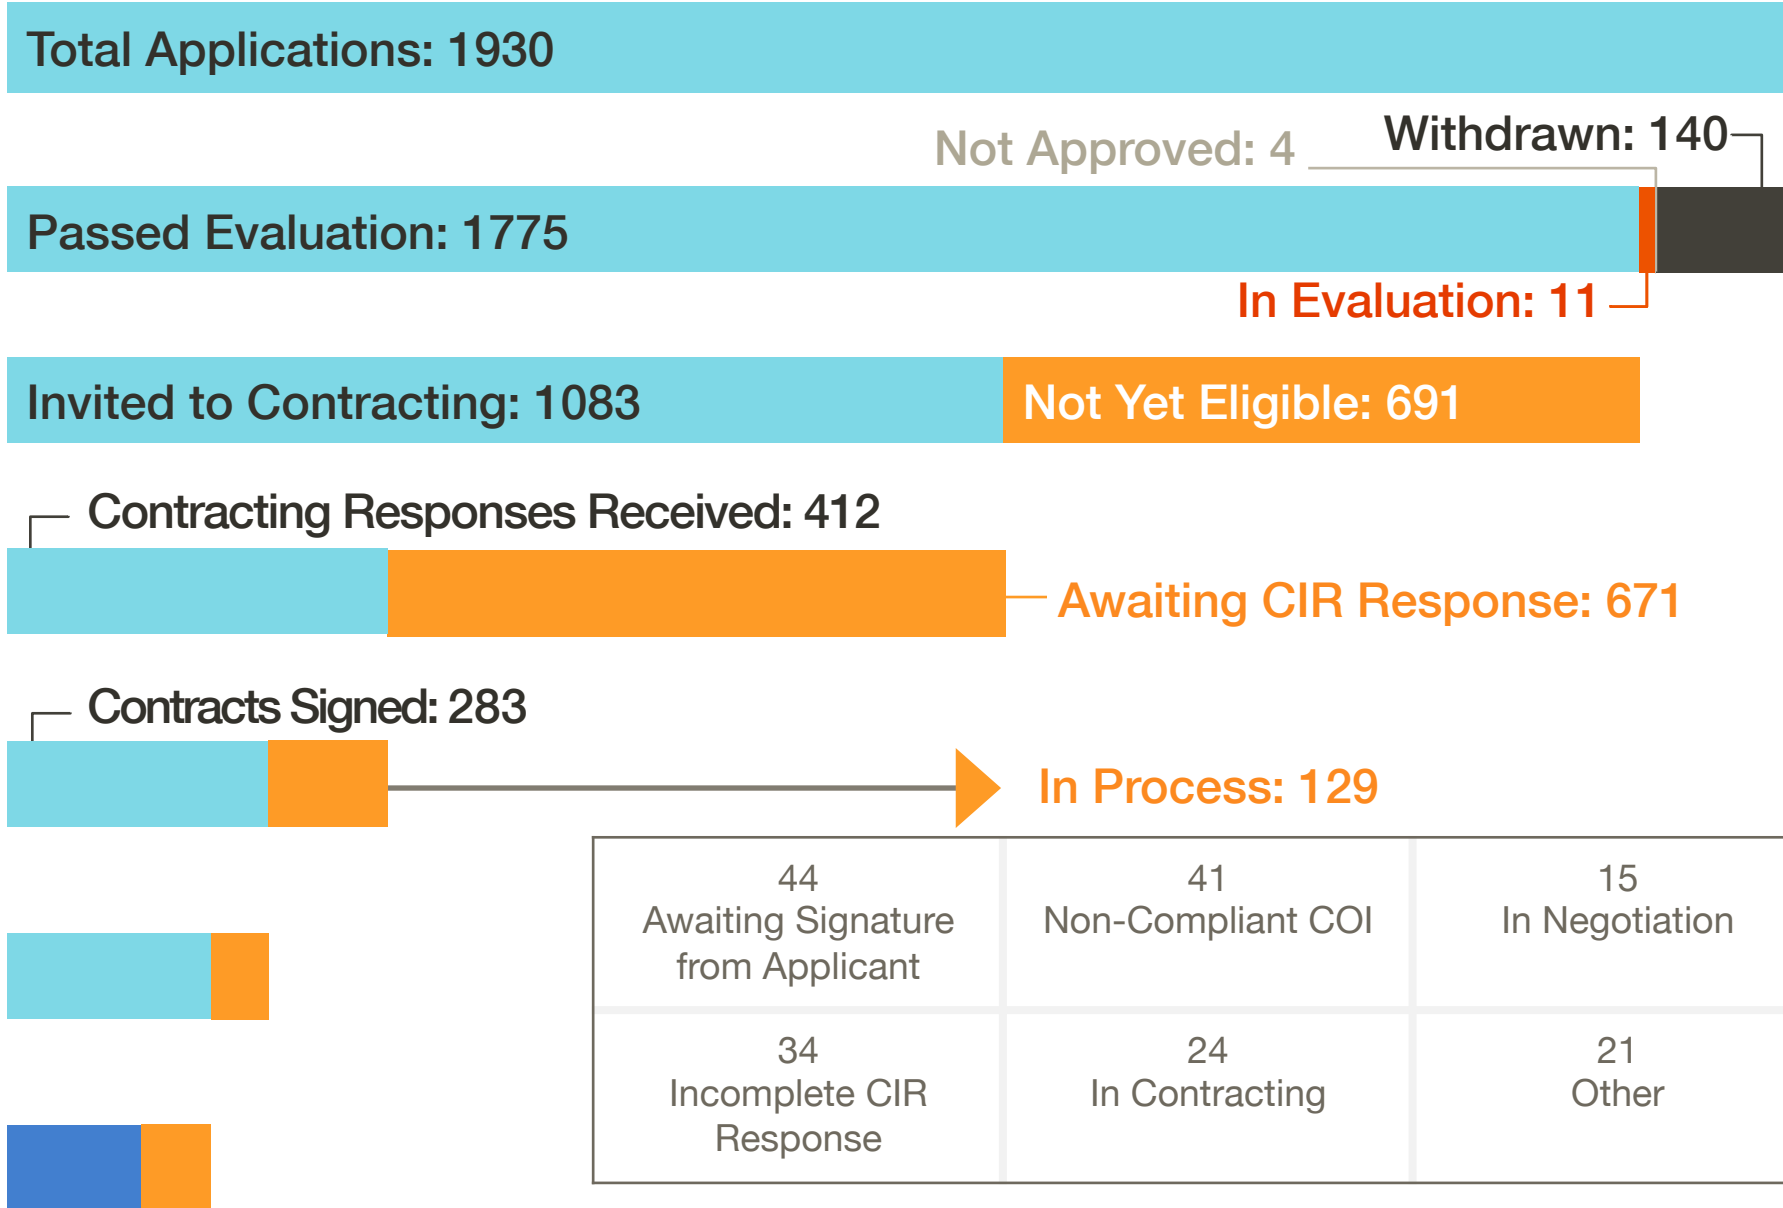 Total Applications: 1930
Not Approved: 4
Withdrawn: 140
Passed Evaluation: 1775
In Evaluation: 11
Invited to Contracting: 1083
Not Yet Eligible: 691
Contracting Responses Received: 412
Awaiting CIR Response: 671
Contracts Signed: 283
In Process: 129
44
Awaiting Signature
from Applicant
41
Non-Compliant COI
15
In Negotiation
34
Incomplete CIR
Response
24
In Contracting
21
Other